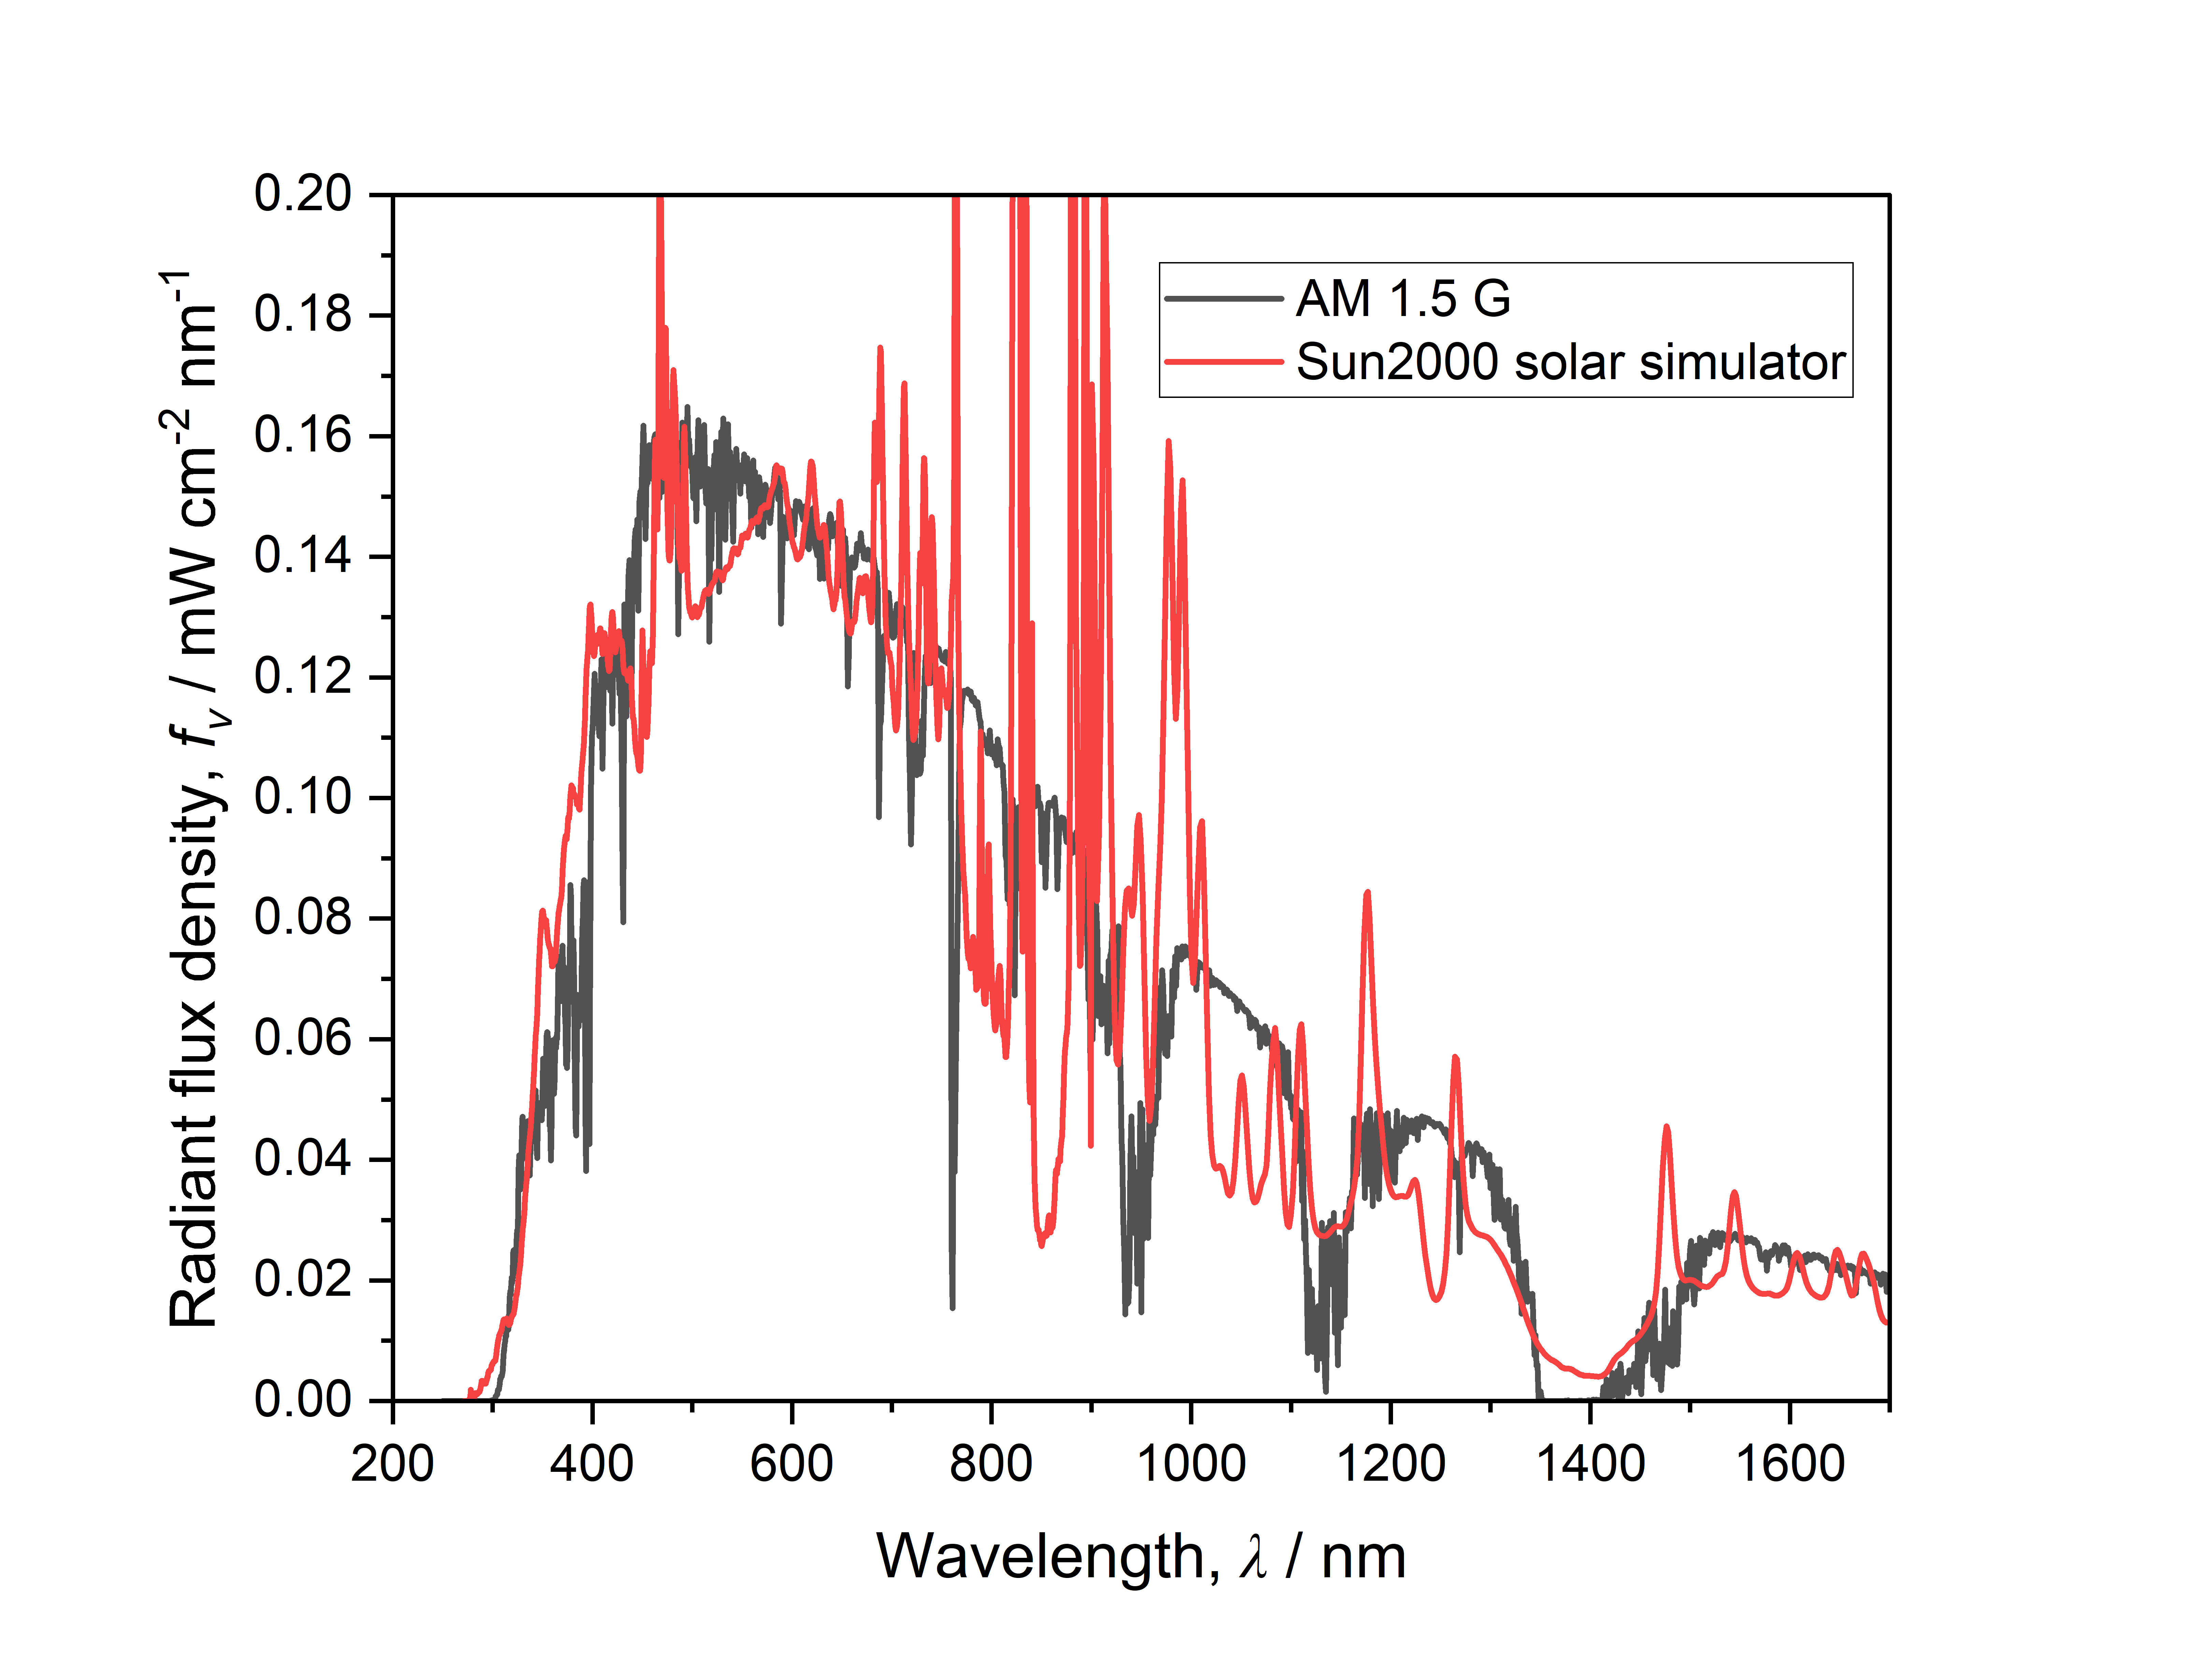 0.20
0.18
0.16
0.14
0.12
0.10
0.08
0.06
0.04
0.02
0.00
Radiant flux density, fν / mW cm-2 nm-1
AM 1.5 G
Sun2000 solar simulator
200 400 600 800 1000 1200 1400 1600
Wavelength, λ / nm